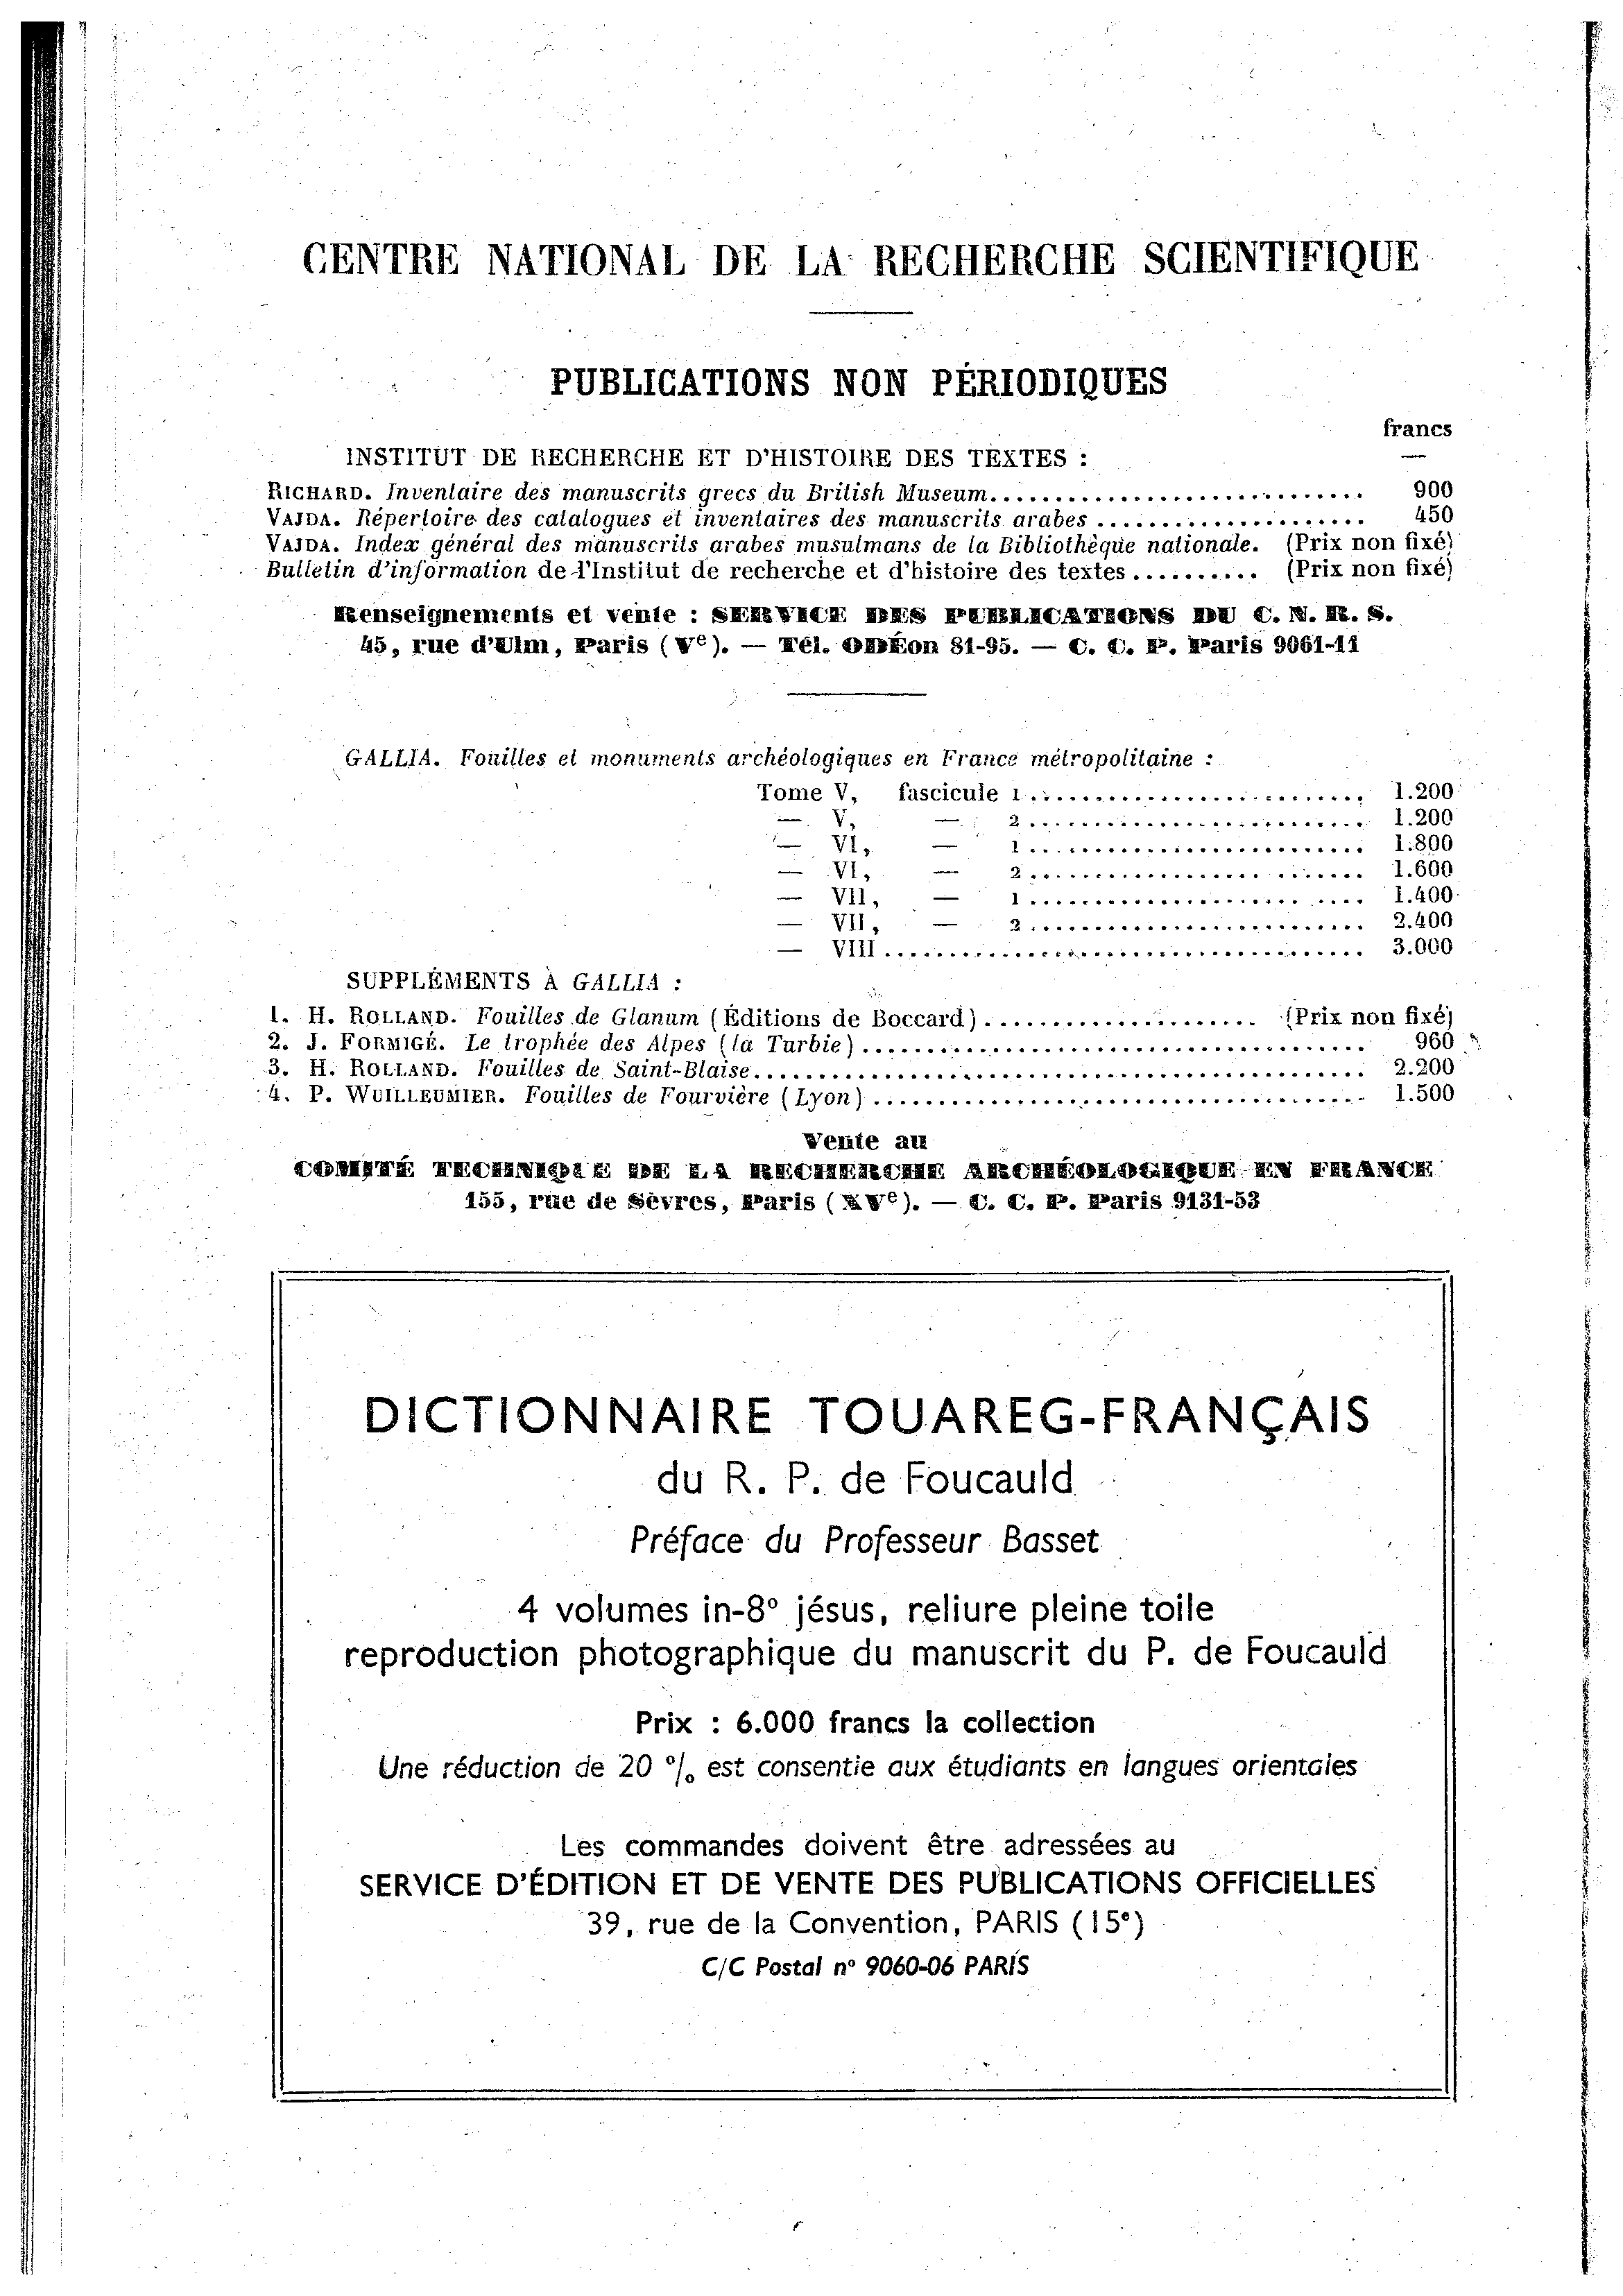 CENTRE NATIONAL DE LA RECHERCHE SCIENTIFIQUE
PUBLICATIONS NON PÉRIODIQUES
francs
INSTITUT DE RECHERCHE ET D'HISTOIRE DES TEXTES :
RICHARD. Inventaire des manuscrits grecs du British Museum............................. 900
VAJDA. Répertoire des catalogues et inventaires des manuscrits arabes ..................... 450
VAJDA. Index général des manuscrits arabes musulmans de la Bibliothèque nationale. (Prix non fixé)
Bulletin d'information de l'Institut de recherche et d'histoire des textes.......... (Prix non fixé)
Renseignements et vente : SERVICE DES PUBLICATIONS DU C. N. R. S.
45, rue d'Ulm, Paris (Ve). — Tél. ODÉon 81-95. — C. C. P. Paris 9061-11
GALLIA. Fouilles et monuments archéologiques en France métropolitaine :
Tome V, fascicule 1.......................... 1.200
— V, — 2.......................... 1.200
— VI, — 1.......................... 1.800
— VI, — 2.......................... 1.600
— VII, — 1.......................... 1.400
— VII, — 2.......................... 2.400
— VIII..................................... 3.000
SUPPLÉMENTS À GALLIA :
1. H. ROLLAND. Fouilles de Glanum (Éditions de Boccard)..................... (Prix non fixé)
2. J. FORMIGÉ. Le trophée des Alpes (la Turbie)....................................... 960
3. H. ROLLAND. Fouilles de Saint-Blaise............................................... 2.200
4. P. WUILLEUMIER. Fouilles de Fourvière (Lyon)...................................... 1.500
Vente au
COMITÉ TECHNIQUE DE LA RECHERCHE ARCHÉOLOGIQUE EN FRANCE
155, rue de Sèvres, Paris (XVe). — C. C. P. Paris 9131-53
DICTIONNAIRE TOUAREG-FRANÇAIS
du R. P. de Foucauld
Préface du Professeur Basset
4 volumes in-8º jésus, reliure pleine toile
reproduction photographique du manuscrit du P. de Foucauld
Prix : 6.000 francs la collection
Une réduction de 20 % est consentie aux étudiants en langues orientales
Les commandes doivent être adressées au
SERVICE D'ÉDITION ET DE VENTE DES PUBLICATIONS OFFICIELLES
39, rue de la Convention, PARIS (15e)
C/C Postal nº 9060-06 PARIS